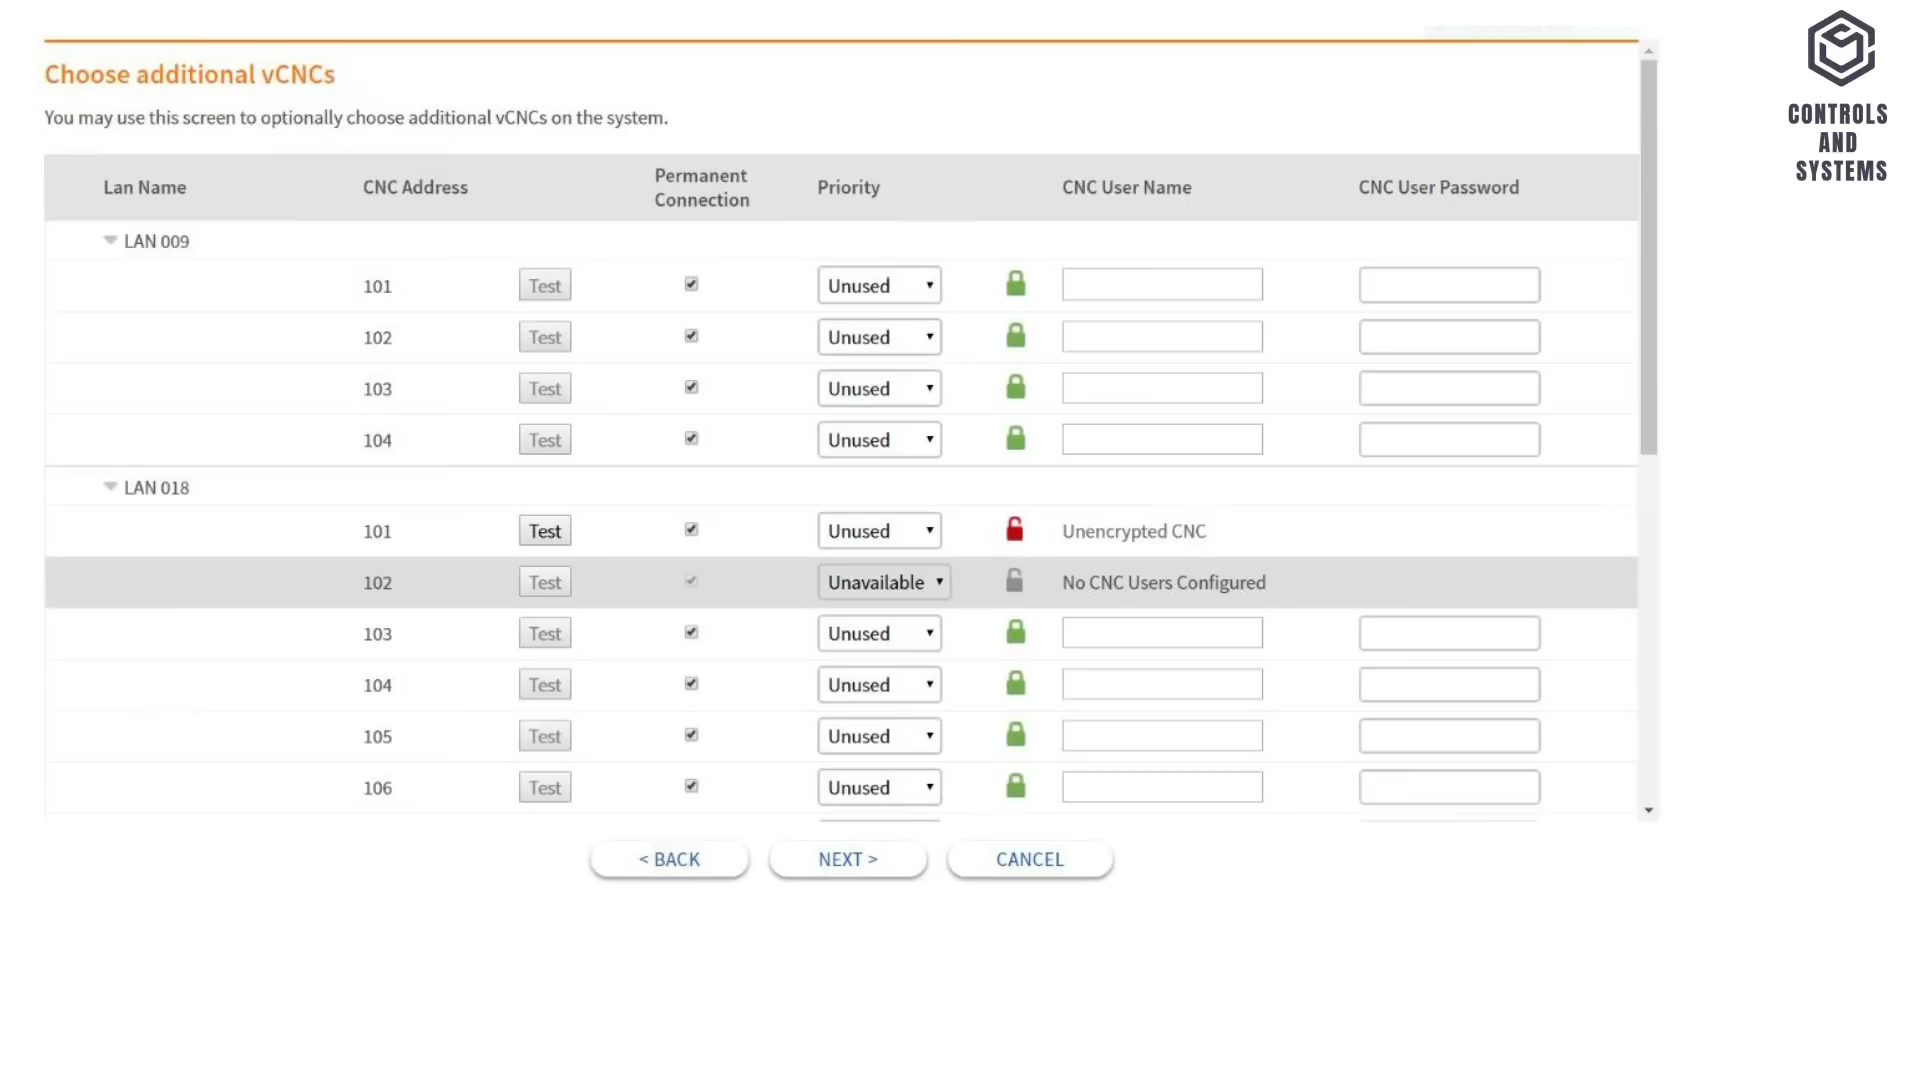 Choose additional vCNCs
You may use this screen to optionally choose additional vCNCs on the system.
Lan Name CNC Address Permanent Connection Priority CNC User Name CNC User Password
LAN 009
101 Test Unused
102 Test Unused
103 Test Unused
104 Test Unused
LAN 018
101 Test Unused Unencrypted CNC
102 Test Unavailable No CNC Users Configured
103 Test Unused
104 Test Unused
105 Test Unused
106 Test Unused
< BACK NEXT > CANCEL
CONTROLS
AND
SYSTEMS